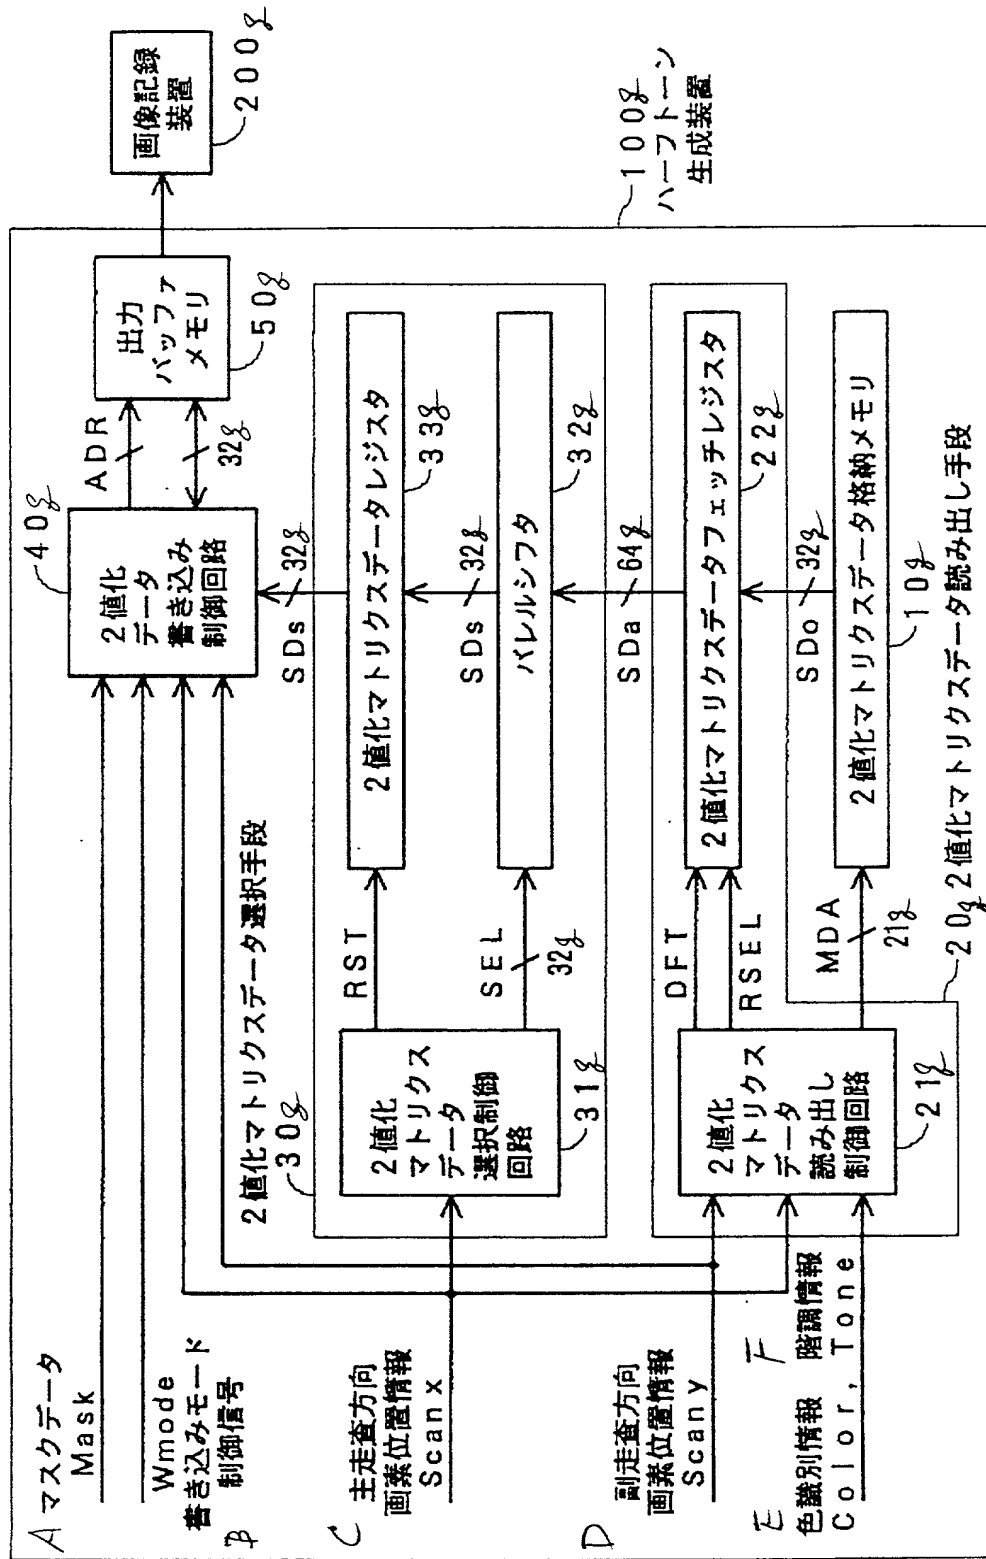 A マスクデータ
Mask
Wmode
書き込みモード
制御信号
B
C
主走査方向
画素位置情報
Scanx
D
副走査方向
画素位置情報
Scany
E F
色識別情報 階調情報
Color, Tone
2値化マトリクスデータ選択手段
30g
2値化
マトリクス
データ
選択制御
回路
31g
RST
SEL
32g
2値化マトリクスデータレジスタ
33g
SDs
32g
バレルシフタ
32g
SDs
32g
2値化
データ
書き込み
制御回路
40g
ADR
32g
出力
バッファ
メモリ
50g
画像記録
装置
200g
100g
ハーフトーン
生成装置
SDa
64g
2値化
マトリクス
データ
読み出し
制御回路
21g
DFT
RSEL
MDA
21g
2値化マトリクスデータフェッチレジスタ
22g
SDo
32g
2値化マトリクスデータ格納メモリ
10g
20g 2値化マトリクスデータ読み出し手段